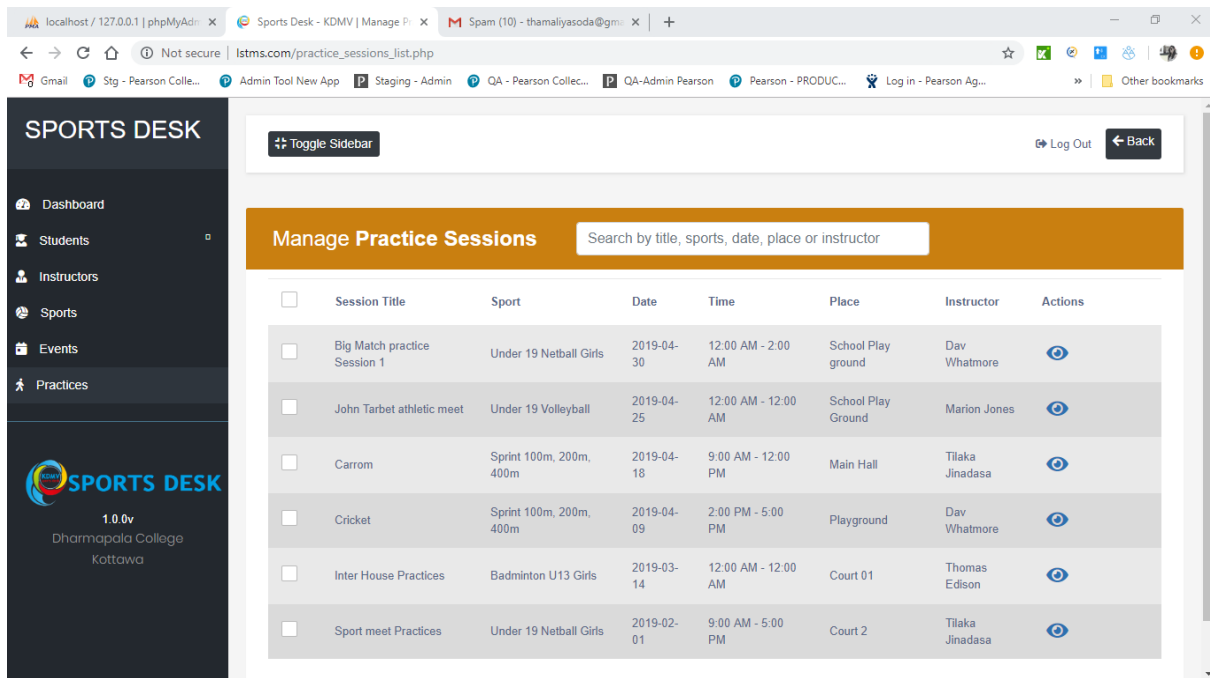 localhost / 127.0.0.1 | phpMyAdm
Sports Desk - KDMV | Manage Pr
Spam (10) - thamaliyasoda@gma
Not secure | lstms.com/practice_sessions_list.php
Gmail
Stg - Pearson Colle...
Admin Tool New App
Staging - Admin
QA - Pearson Collec...
QA-Admin Pearson
Pearson - PRODUC...
Log in - Pearson Ag...
»
Other bookmarks
SPORTS DESK
Toggle Sidebar
Log Out
Back
Dashboard
Students
Instructors
Sports
Events
Practices
KDMV
SPORTS DESK
1.0.0v
Dharmapala College
Kottawa
Manage Practice Sessions
Search by title, sports, date, place or instructor
Session Title Sport Date Time Place Instructor Actions
Big Match practice Under 19 Netball Girls 2019-04- 12:00 AM - 2:00 School Play Dav
Session 1 30 AM ground Whatmore
John Tarbet athletic meet Under 19 Volleyball 2019-04- 12:00 AM - 12:00 School Play Marion Jones
25 AM Ground
Carrom Sprint 100m, 200m, 2019-04- 9:00 AM - 12:00 Main Hall Tilaka
400m 18 PM Jinadasa
Cricket Sprint 100m, 200m, 2019-04- 2:00 PM - 5:00 Playground Dav
400m 09 PM Whatmore
Inter House Practices Badminton U13 Girls 2019-03- 12:00 AM - 12:00 Court 01 Thomas
14 AM Edison
Sport meet Practices Under 19 Netball Girls 2019-02- 9:00 AM - 5:00 Court 2 Tilaka
01 PM Jinadasa